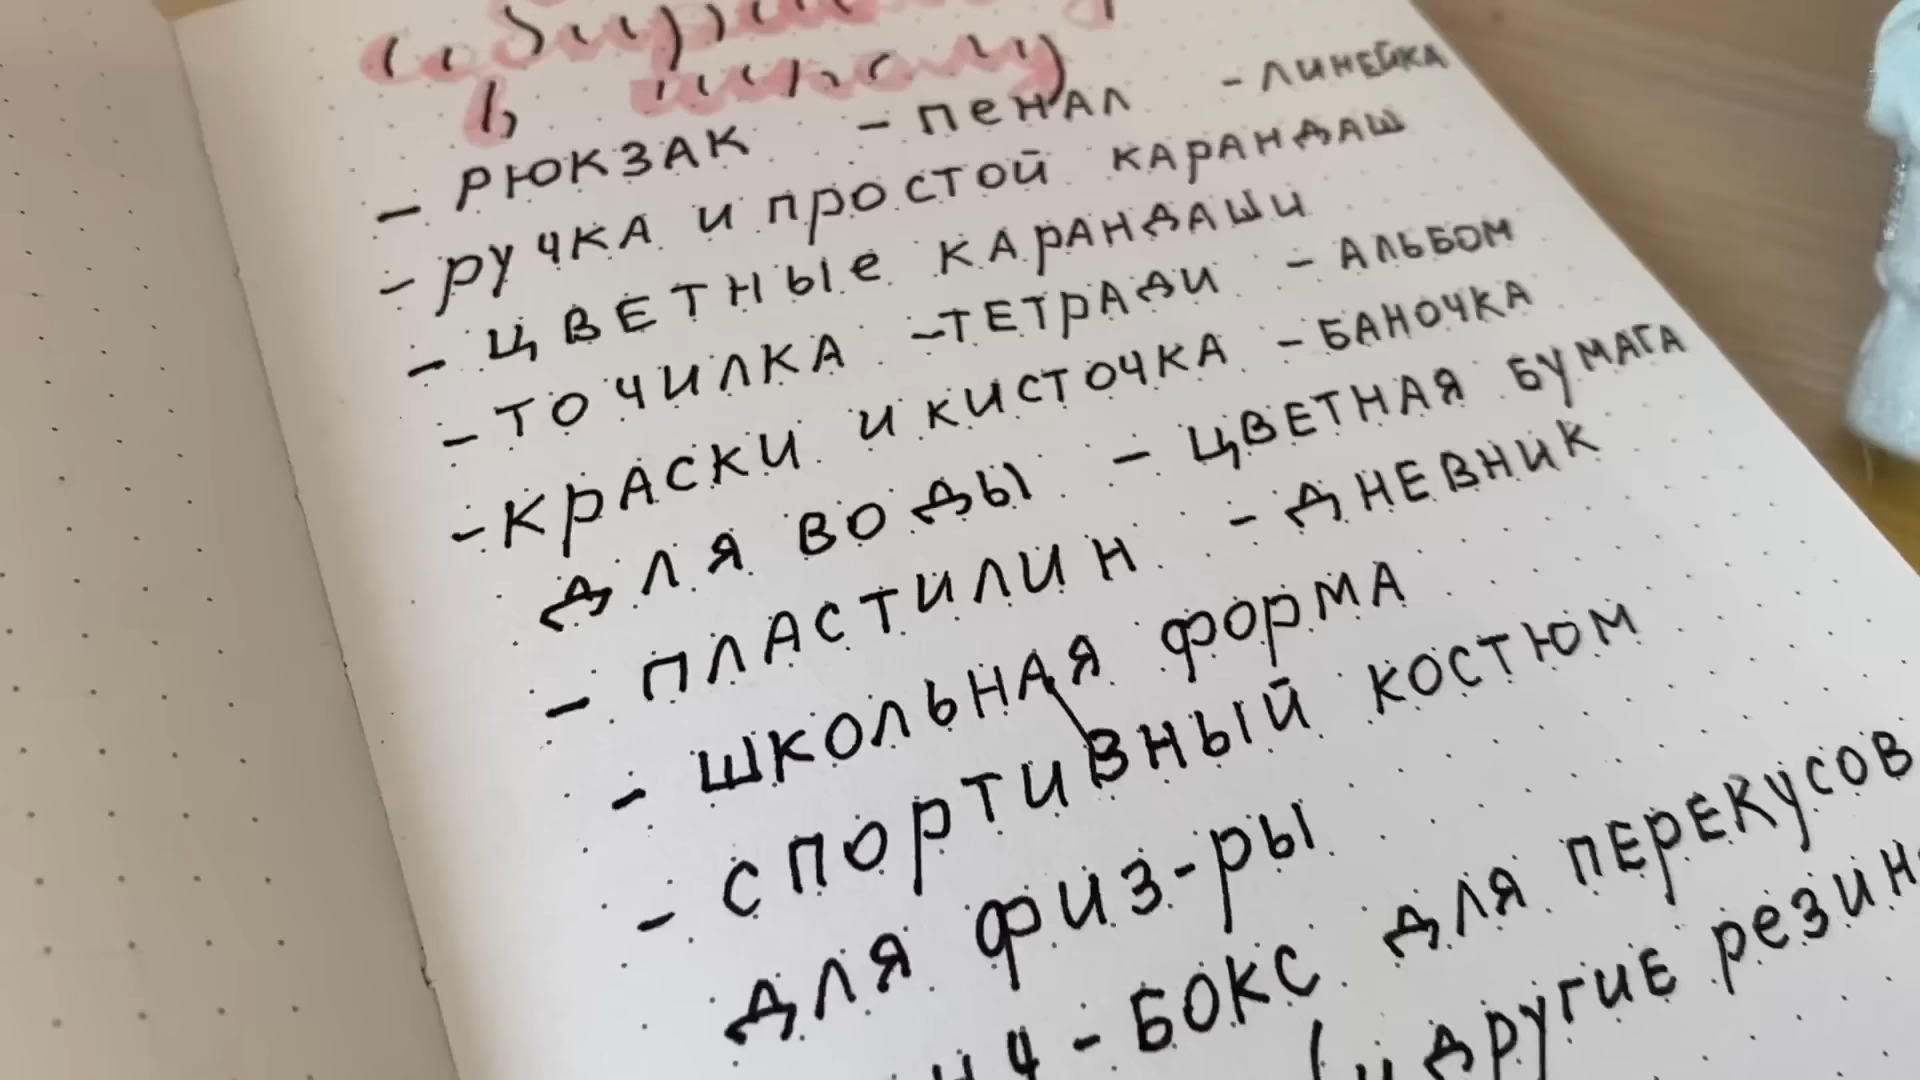 в школу
- РЮКЗАК - ПЕНАЛ - ЛИНЕЙКА
- РУЧКА И ПРОСТОЙ КАРАНДАШ
- ЦВЕТНЫЕ КАРАНДАШИ
- ТОЧИЛКА - ТЕТРАДИ - АЛЬБОМ
- КРАСКИ И КИСТОЧКА - БАНОЧКА
ДЛЯ ВОДЫ - ЦВЕТНАЯ БУМАГА
- ПЛАСТИЛИН - ДНЕВНИК
- ШКОЛЬНАЯ ФОРМА
- СПОРТИВНЫЙ КОСТЮМ
ДЛЯ ФИЗ-РЫ
- БОКС ДЛЯ ПЕРЕКУСОВ
(И ДРУГИЕ